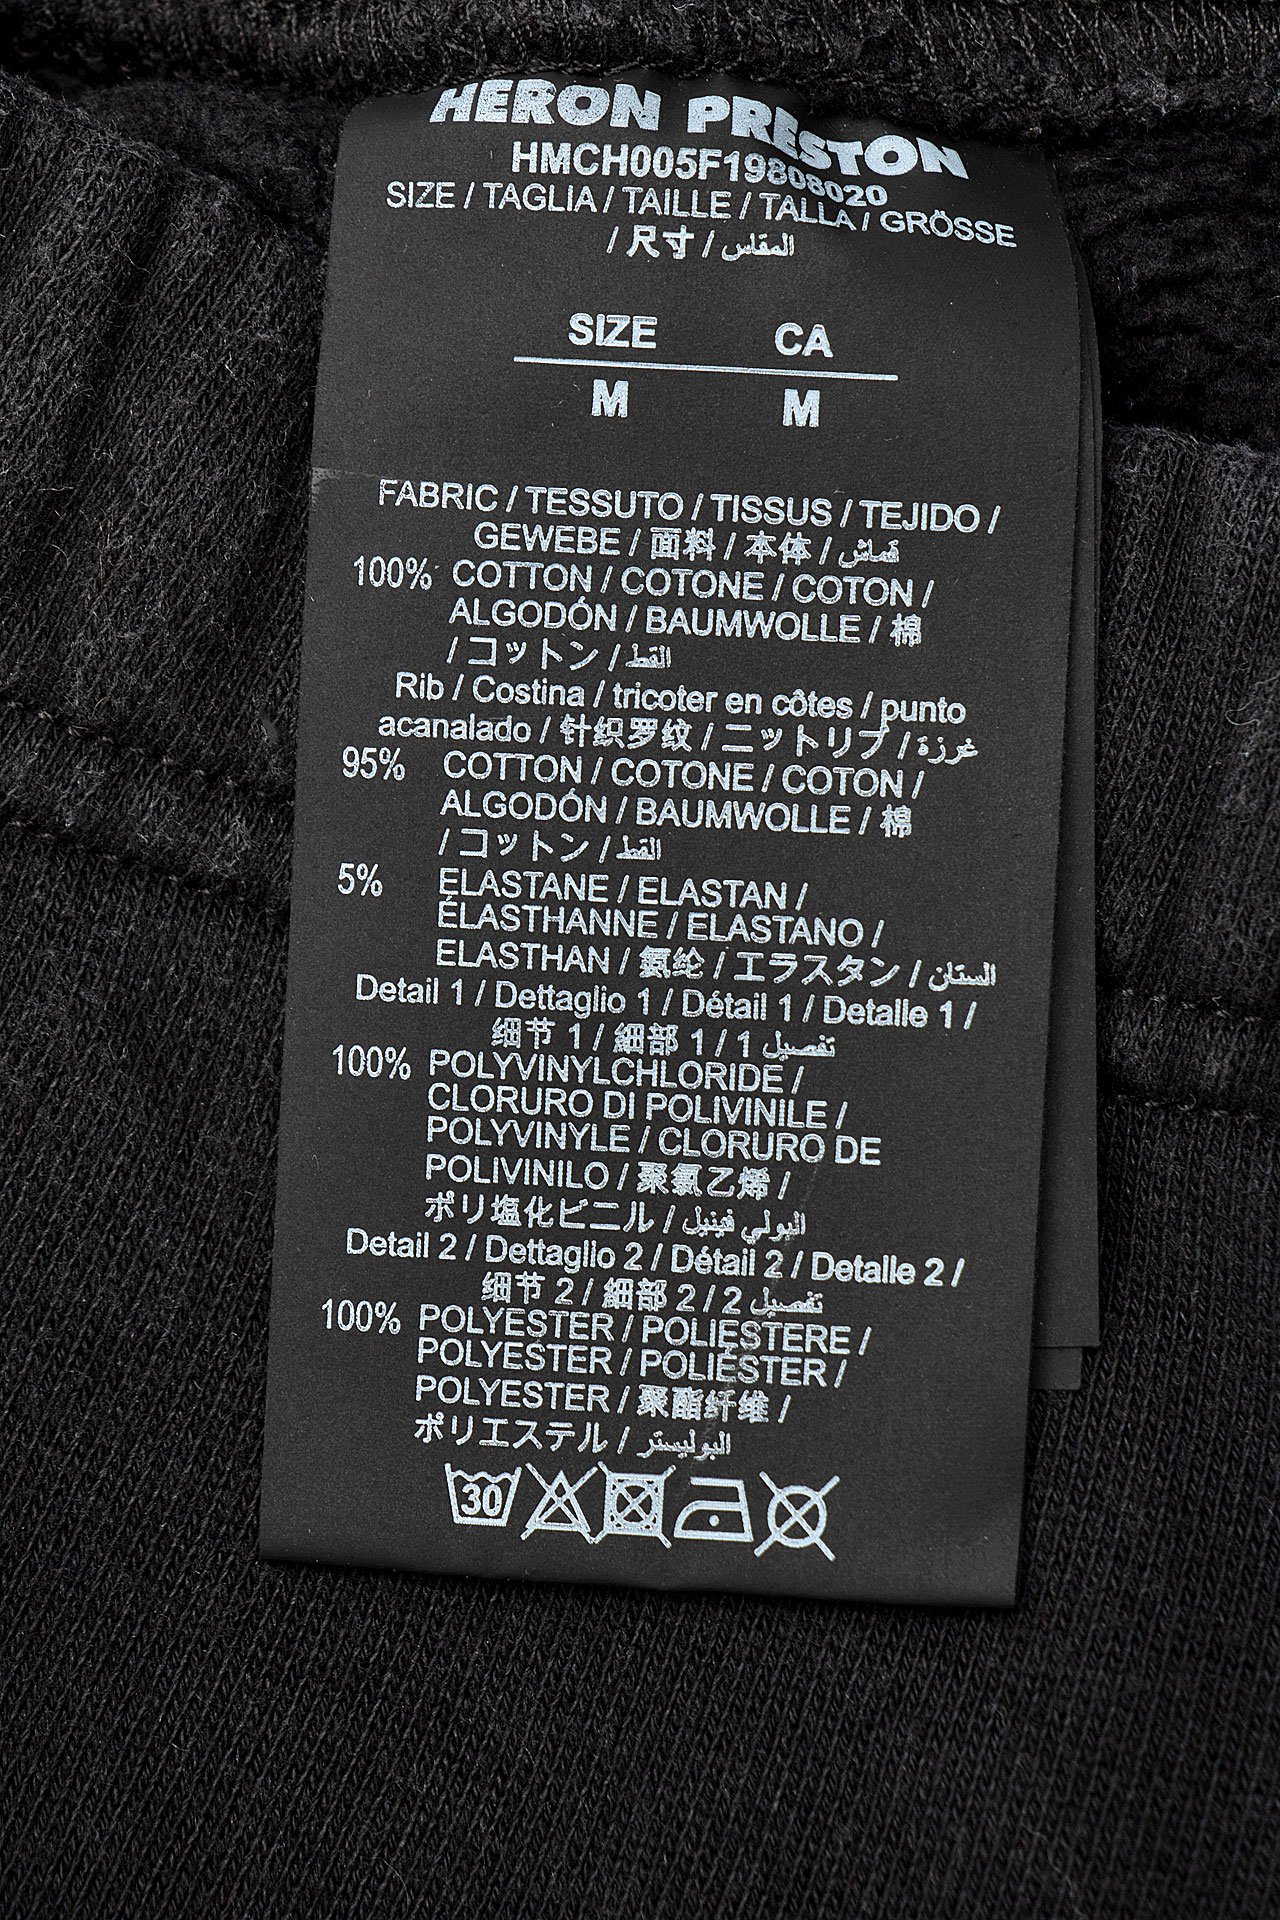 HERON PRESTON
HMCH005F19808020
SIZE / TAGLIA / TAILLE / TALLA / GRÖSSE
/ 尺寸 / المقاس
SIZE CA
M M
FABRIC / TESSUTO / TISSUS / TEJIDO /
GEWEBE / 面料 / 本体 / قماش
100% COTTON / COTONE / COTON /
ALGODÓN / BAUMWOLLE / 棉
/ コットン / القط
Rib / Costina / tricoter en côtes / punto
acanalado / 针织罗纹 / ニットリブ / غرزة
95% COTTON / COTONE / COTON /
ALGODÓN / BAUMWOLLE / 棉
/ コットン / القط
5% ELASTANE / ELASTAN /
ÉLASTHANNE / ELASTANO /
ELASTHAN / 氨纶 / エラスタン / الستان
Detail 1 / Dettaglio 1 / Détail 1 / Detalle 1 /
细节 1 / 細部 1 / 1 تفصيل
100% POLYVINYLCHLORIDE /
CLORURO DI POLIVINILE /
POLYVINYLE / CLORURO DE
POLIVINILO / 聚氯乙烯 /
ポリ塩化ビニル / البولي فينيل
Detail 2 / Dettaglio 2 / Détail 2 / Detalle 2 /
细节 2 / 細部 2 / 2 تفصيل
100% POLYESTER / POLIESTERE /
POLYESTER / POLIÉSTER /
POLYESTER / 聚酯纤维 /
ポリエステル / البوليستر
30